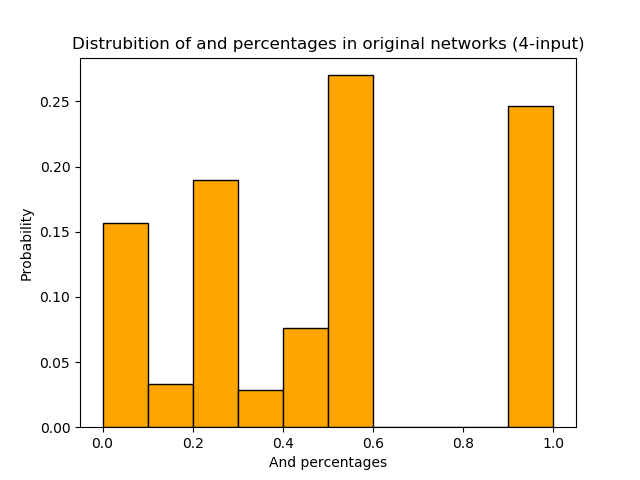 Distrubition of and percentages in original networks (4-input)
0.25
0.20
0.15
0.10
0.05
0.00
Probability
0.0 0.2 0.4 0.6 0.8 1.0
And percentages